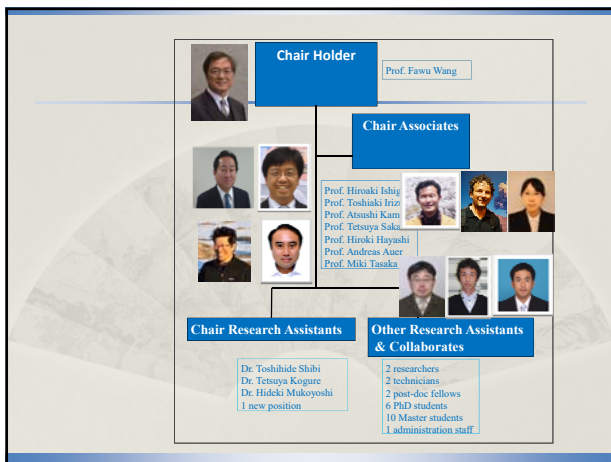 Chair Holder
Prof. Fawu Wang
Chair Associates
Prof. Hiroaki
Prof. Toshiaki
Prof. Atsushi
Prof. Tetsuya
Prof. Hiroki Hayashi
Prof. Andreas Auer
Prof. Miki Tasaka
Chair Research Assistants
Dr. Toshihide Shibi
Dr. Tetsuya Kogure
Dr. Hideki Mukoyoshi
1 new position
Other Research Assistants
& Collaborates
2 researchers
2 technicians
2 post-doc fellows
6 PhD students
10 Master students
1 administration staff